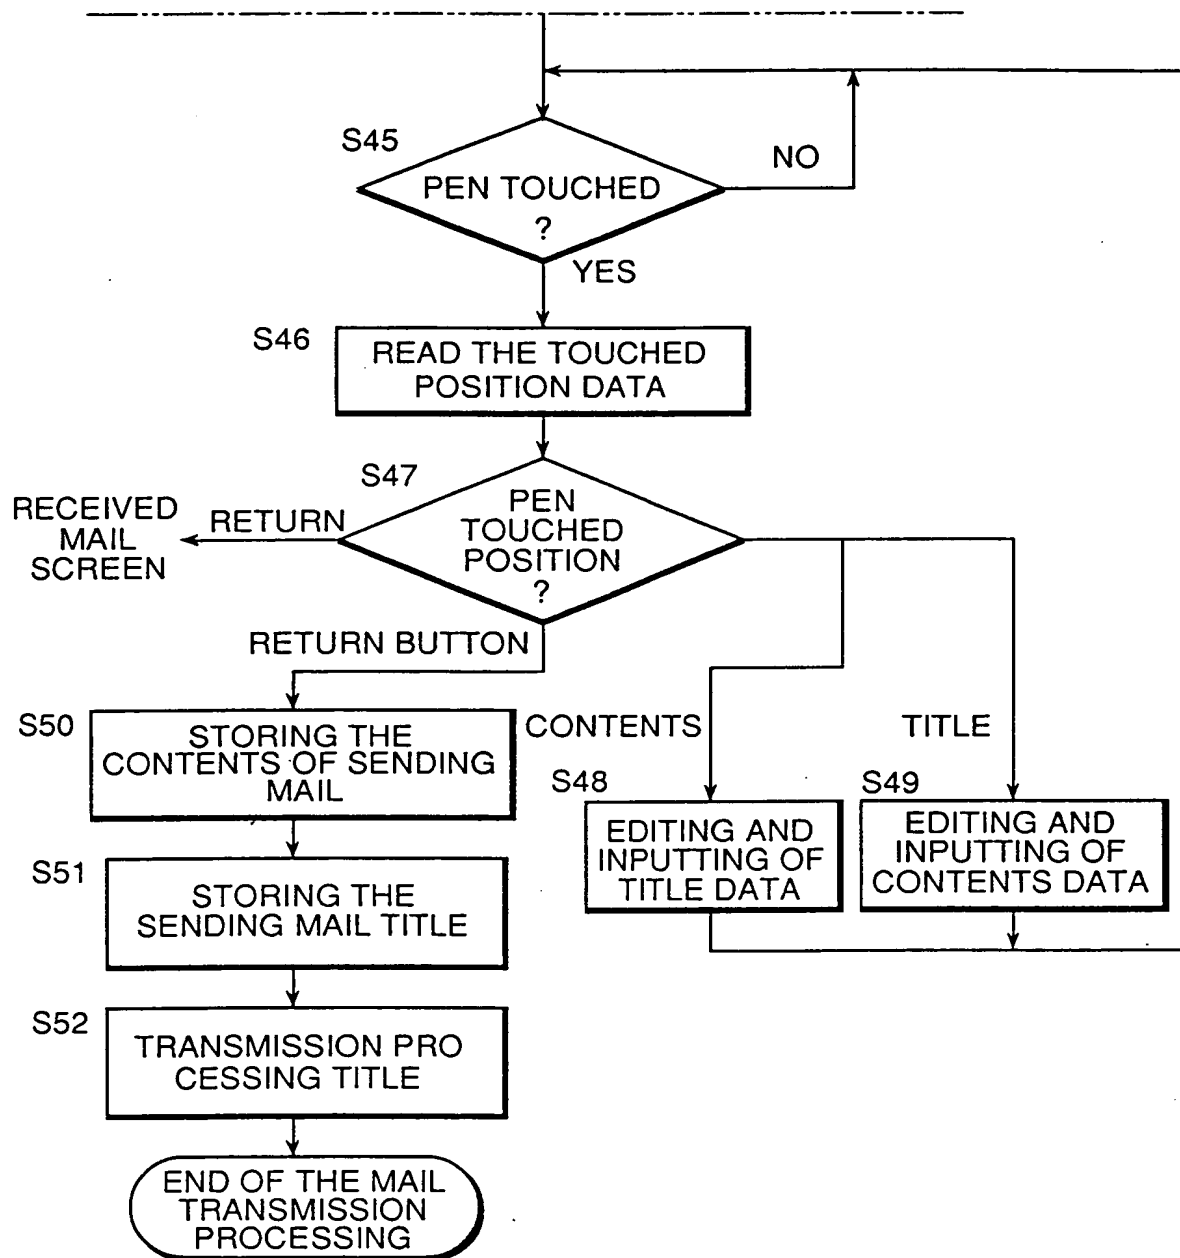 S45
PEN TOUCHED
?
NO
YES
S46
READ THE TOUCHED
POSITION DATA
S47
PEN
TOUCHED
POSITION
?
RETURN
RECEIVED
MAIL
SCREEN
RETURN BUTTON
CONTENTS
TITLE
S50
STORING THE
CONTENTS OF SENDING
MAIL
S48
EDITING AND
INPUTTING OF
TITLE DATA
S49
EDITING AND
INPUTTING OF
CONTENTS DATA
S51
STORING THE
SENDING MAIL TITLE
S52
TRANSMISSION PRO
CESSING TITLE
END OF THE MAIL
TRANSMISSION
PROCESSING